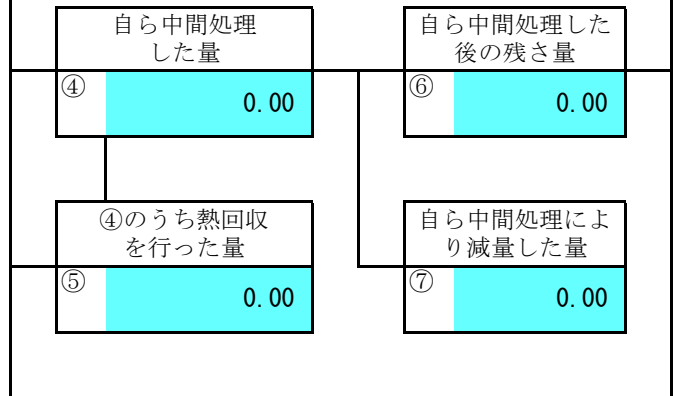 自ら中間処理
した量
④
0.00
自ら中間処理した
後の残さ量
⑥
0.00
④のうち熱回収
を行った量
⑤
0.00
自ら中間処理によ
り減量した量
⑦
0.00